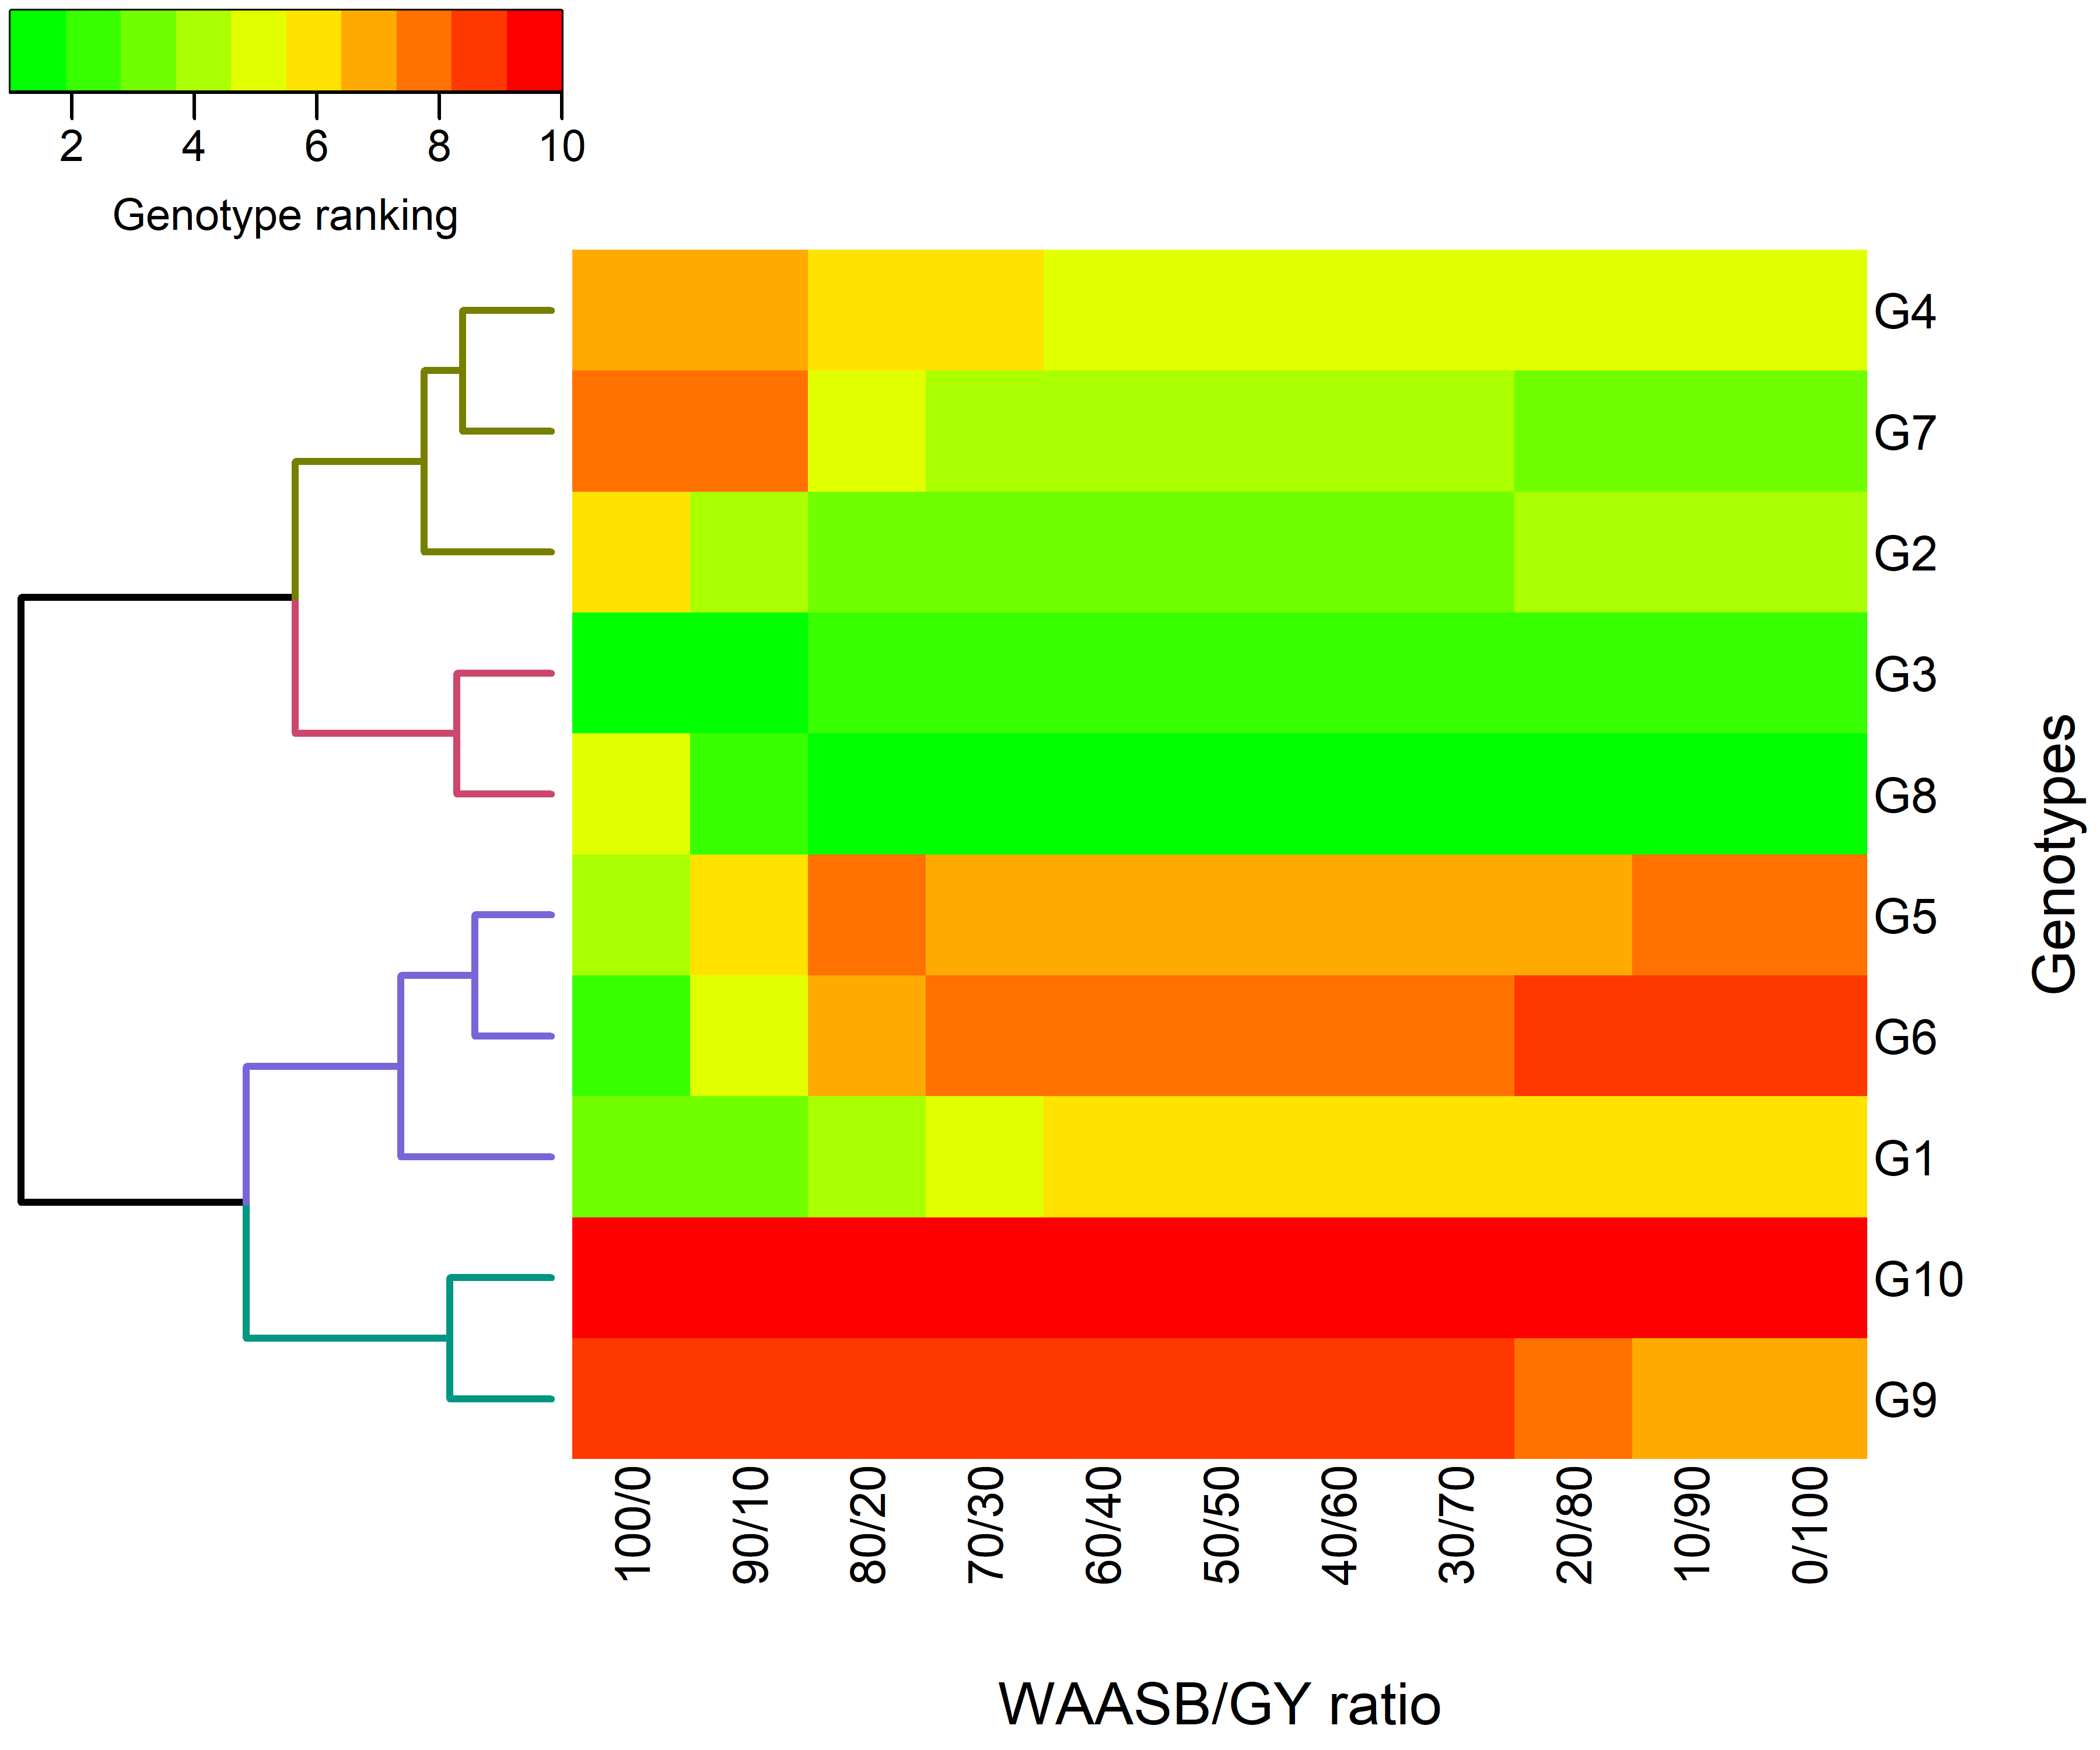 2 4 6 8 10
Genotype ranking
G4
G7
G2
G3
G8
G5
G6
G1
G10
G9
Genotypes
100/0 90/10 80/20 70/30 60/40 50/50 40/60 30/70 20/80 10/90 0/100
WAASB/GY ratio